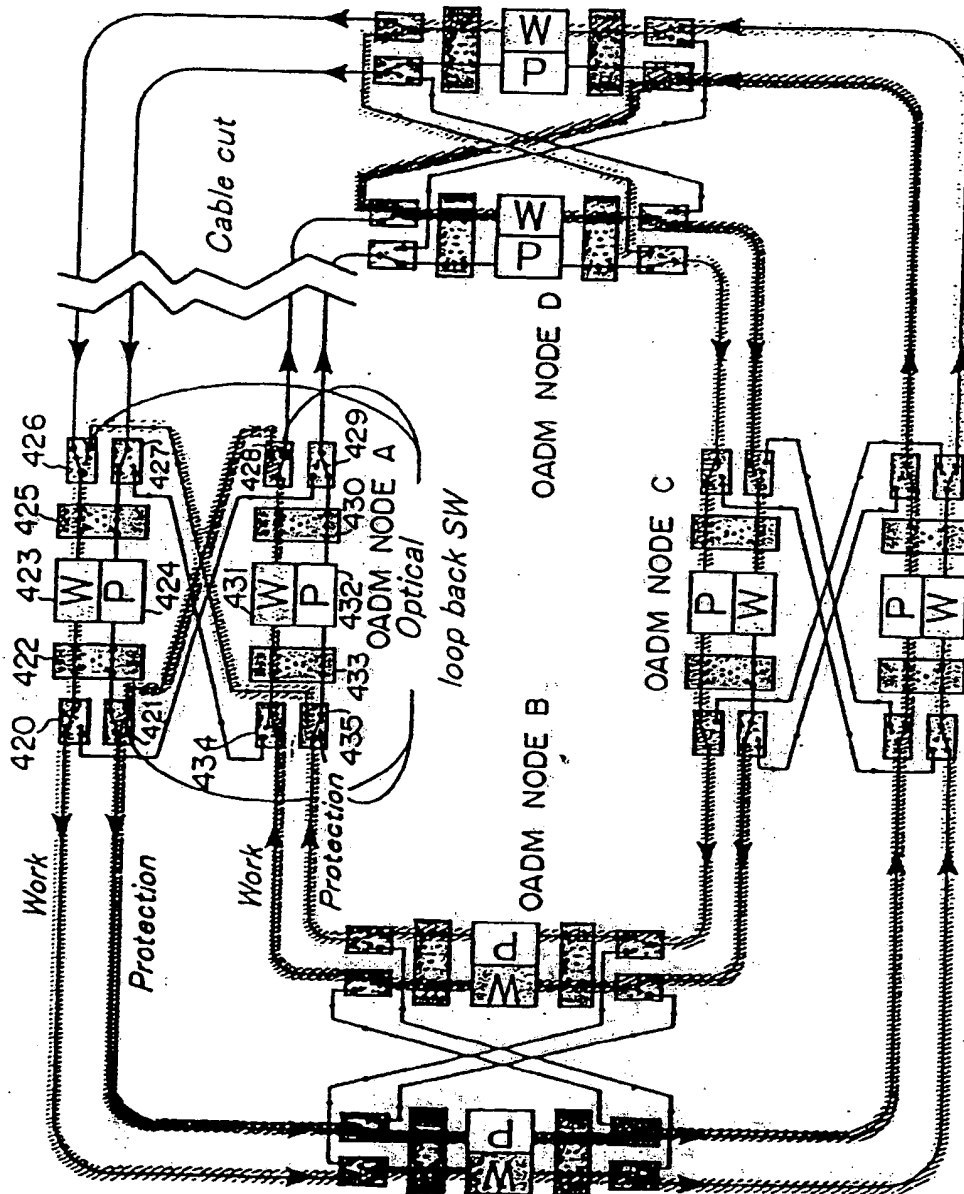 W
P
Cable cut
W
P
OADM NODE D
426
427
425
423
W
P
424
422
420
421
428
429
430
431
W
P
432
433
434
435
OADM NODE A
Optical
loop back SW
Work
Protection
Work
Protection
OADM NODE B
P
W
OADM NODE C
P
W
P
W
P
W